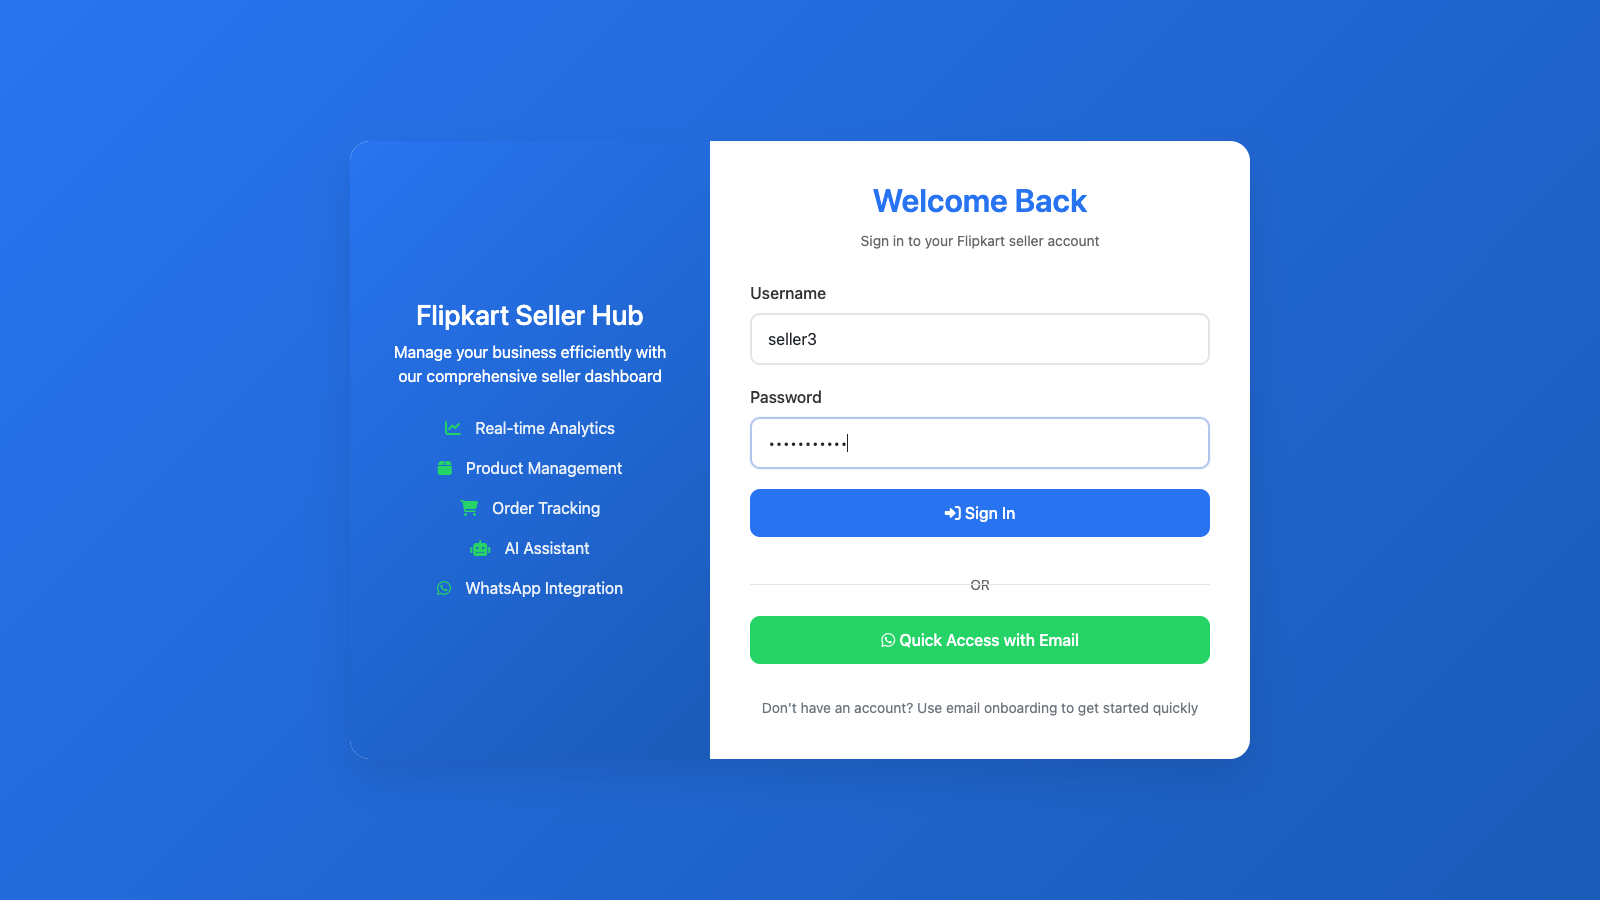 Flipkart Seller Hub
Manage your business efficiently with
our comprehensive seller dashboard
Real-time Analytics
Product Management
Order Tracking
AI Assistant
WhatsApp Integration
Welcome Back
Sign in to your Flipkart seller account
Username
seller3
Password
•••••••••••
Sign In
OR
Quick Access with Email
Don't have an account? Use email onboarding to get started quickly